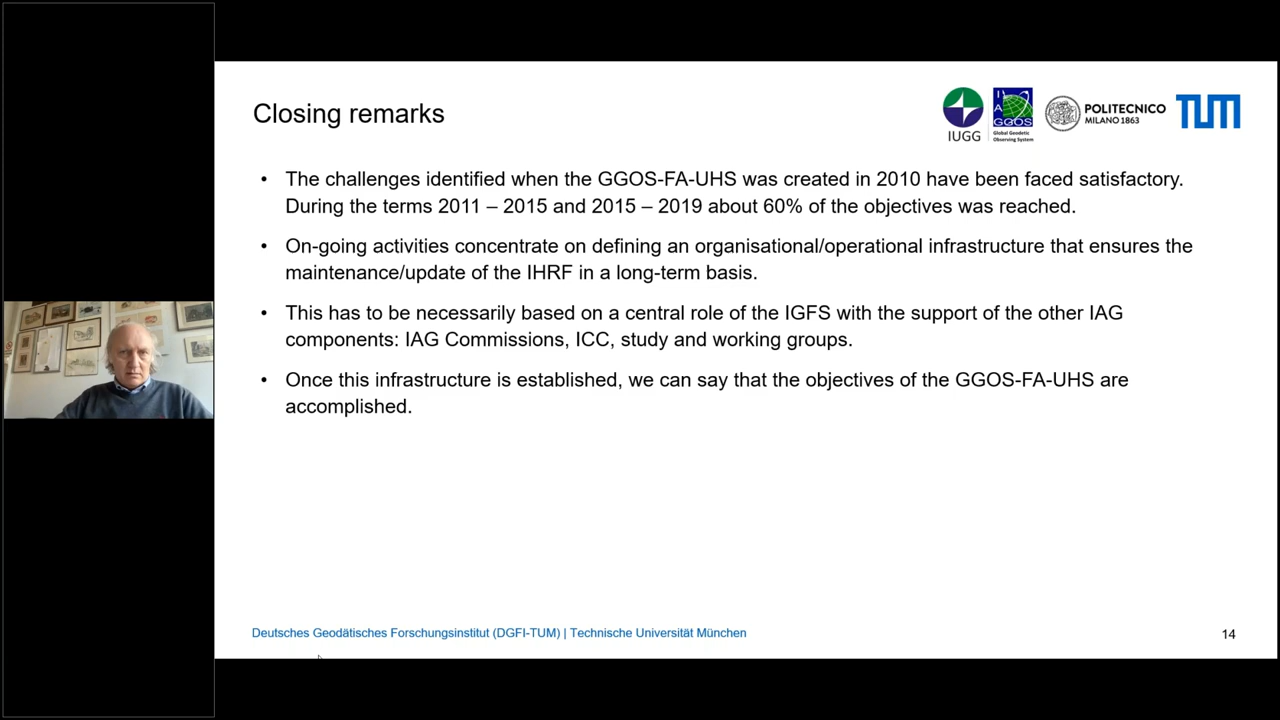 Closing remarks
IUGG
I
A
G
GGOS
Global Geodetic
Observing System
POLITECNICO
MILANO 1863
TUM
• The challenges identified when the GGOS-FA-UHS was created in 2010 have been faced satisfactory.
During the terms 2011 – 2015 and 2015 – 2019 about 60% of the objectives was reached.
• On-going activities concentrate on defining an organisational/operational infrastructure that ensures the
maintenance/update of the IHRF in a long-term basis.
• This has to be necessarily based on a central role of the IGFS with the support of the other IAG
components: IAG Commissions, ICC, study and working groups.
• Once this infrastructure is established, we can say that the objectives of the GGOS-FA-UHS are
accomplished.
Deutsches Geodätisches Forschungsinstitut (DGFI-TUM) | Technische Universität München
14